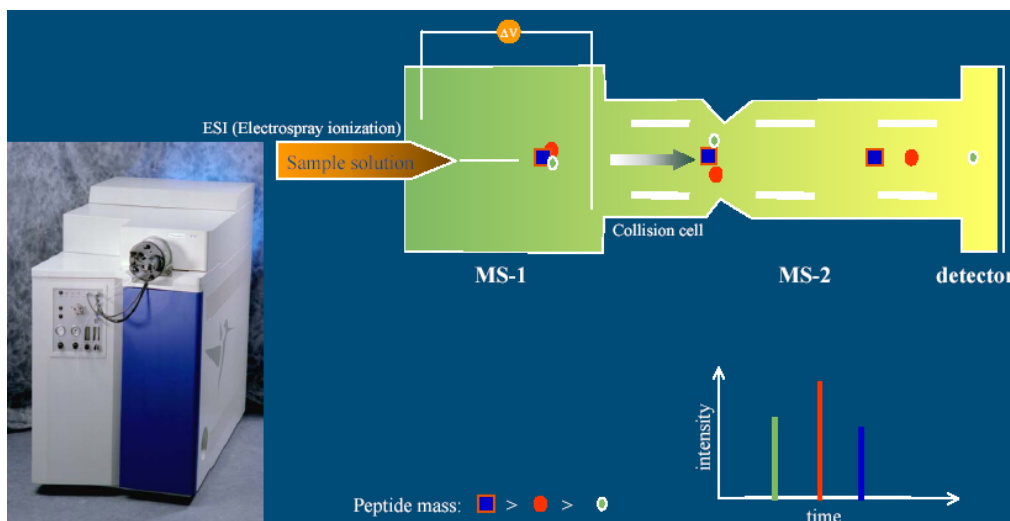 ΔV
ESI (Electrospray ionization)
Sample solution
Collision cell
MS-1
MS-2
detector
intensity
time
Peptide mass: > >